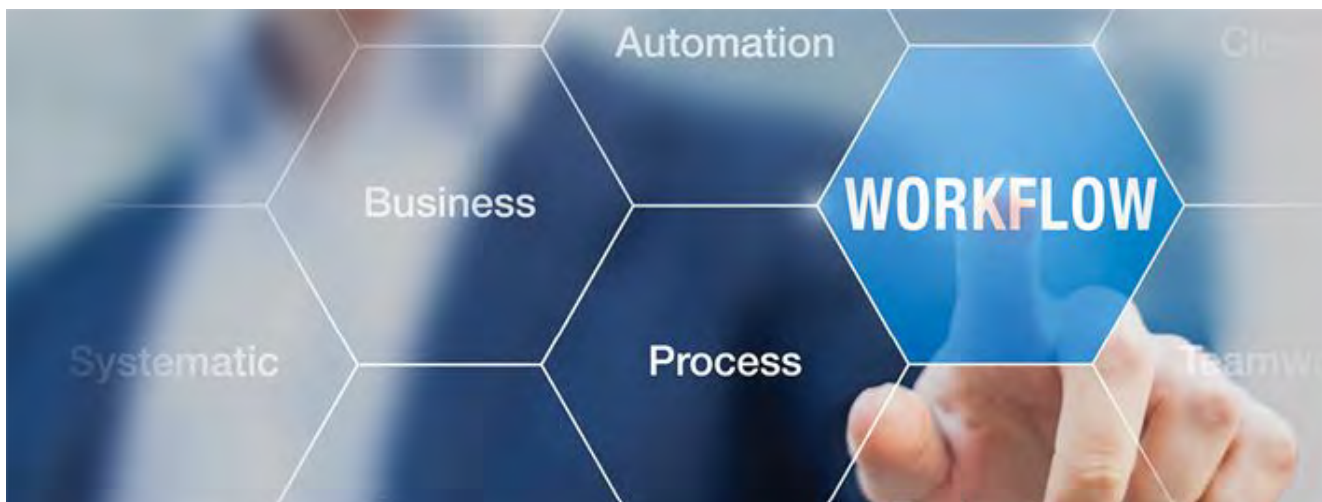 Automation
Business
WORKFLOW
Systematic
Process